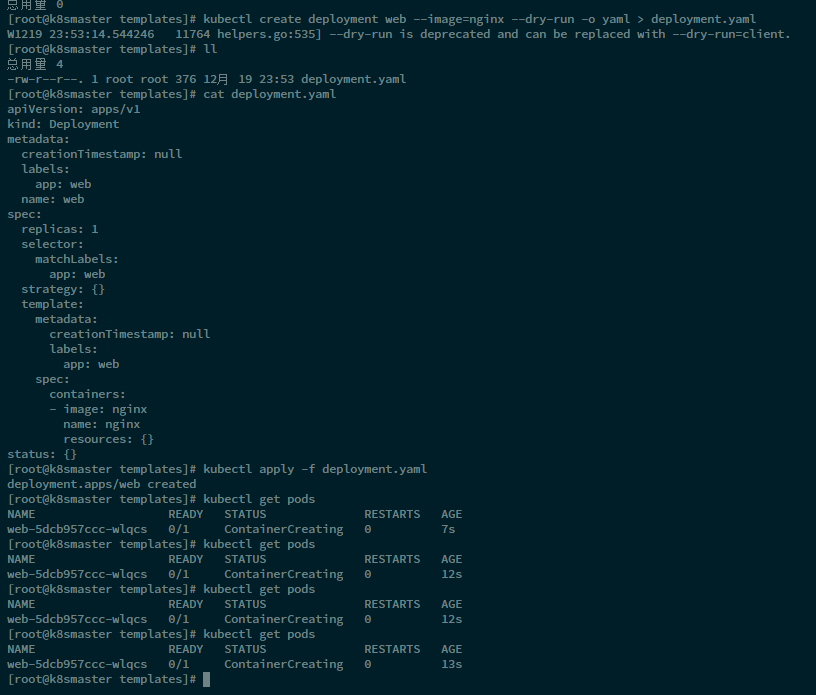 总用量 0
[root@k8smaster templates]# kubectl create deployment web --image=nginx --dry-run -o yaml > deployment.yaml
W1219 23:53:14.544246   11764 helpers.go:535] --dry-run is deprecated and can be replaced with --dry-run=client.
[root@k8smaster templates]# ll
总用量 4
-rw-r--r--. 1 root root 376 12月  19 23:53 deployment.yaml
[root@k8smaster templates]# cat deployment.yaml
apiVersion: apps/v1
kind: Deployment
metadata:
  creationTimestamp: null
  labels:
    app: web
  name: web
spec:
  replicas: 1
  selector:
    matchLabels:
      app: web
  strategy: {}
  template:
    metadata:
      creationTimestamp: null
      labels:
        app: web
    spec:
      containers:
      - image: nginx
        name: nginx
        resources: {}
status: {}
[root@k8smaster templates]# kubectl apply -f deployment.yaml
deployment.apps/web created
[root@k8smaster templates]# kubectl get pods
NAME                   READY   STATUS              RESTARTS   AGE
web-5dcb957ccc-wlqcs   0/1     ContainerCreating   0          7s
[root@k8smaster templates]# kubectl get pods
NAME                   READY   STATUS              RESTARTS   AGE
web-5dcb957ccc-wlqcs   0/1     ContainerCreating   0          12s
[root@k8smaster templates]# kubectl get pods
NAME                   READY   STATUS              RESTARTS   AGE
web-5dcb957ccc-wlqcs   0/1     ContainerCreating   0          12s
[root@k8smaster templates]# kubectl get pods
NAME                   READY   STATUS              RESTARTS   AGE
web-5dcb957ccc-wlqcs   0/1     ContainerCreating   0          13s
[root@k8smaster templates]#